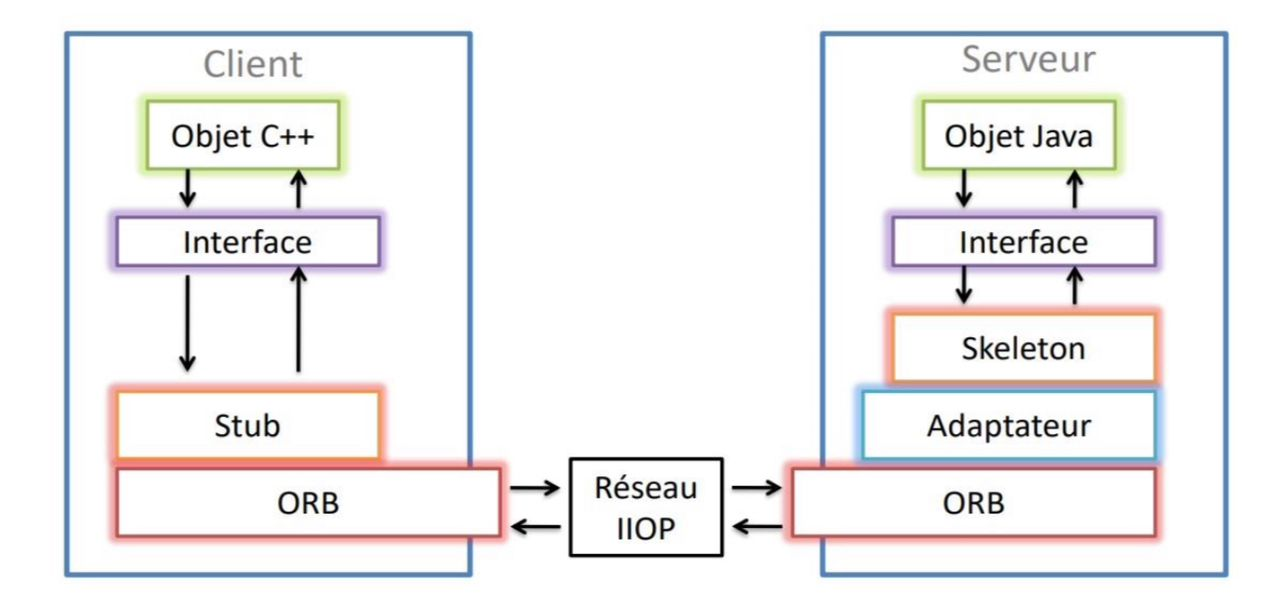 Client
Objet C++
Interface
Stub
ORB
Réseau
IIOP
Serveur
Objet Java
Interface
Skeleton
Adaptateur
ORB